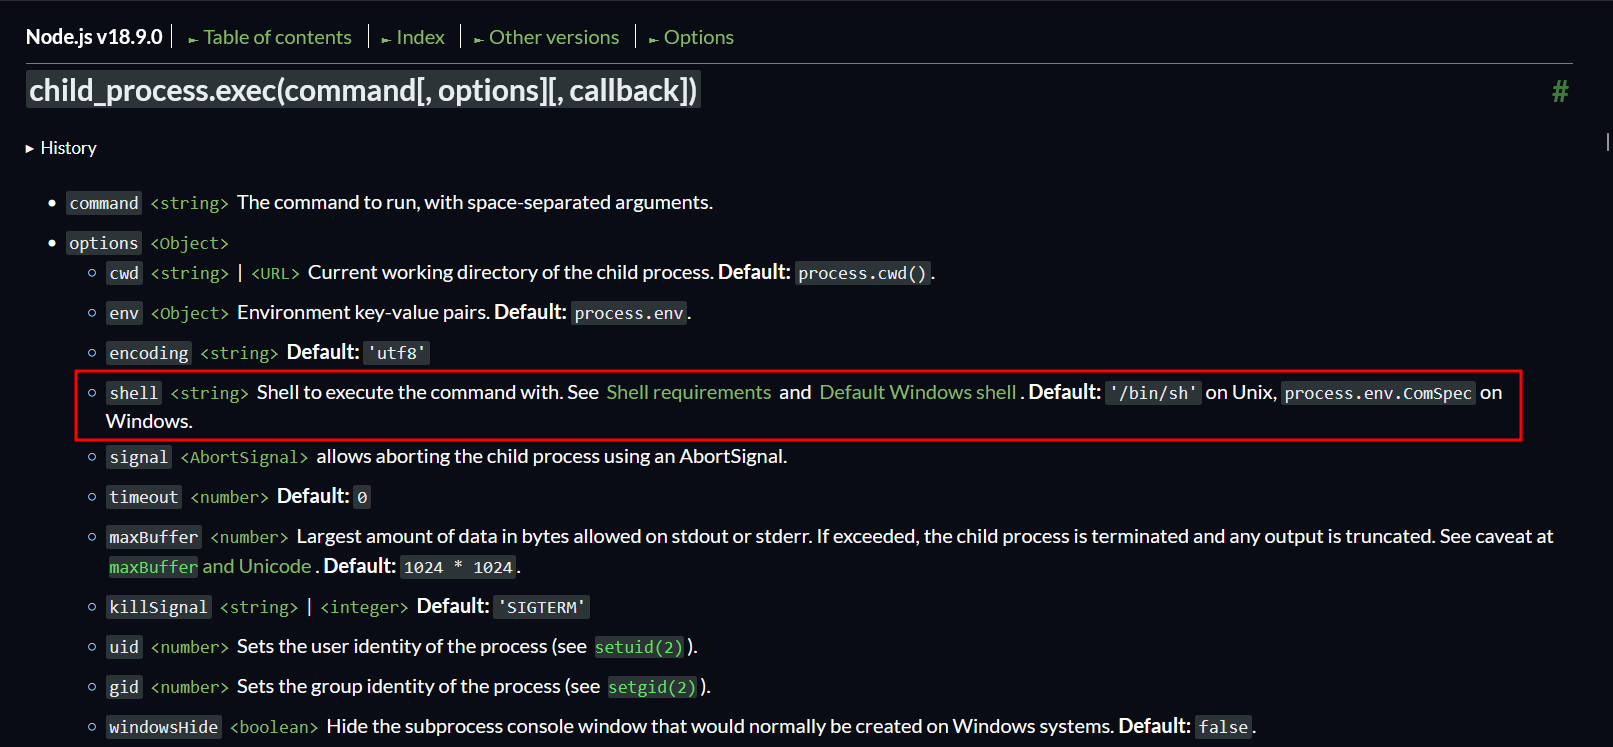 Node.js v18.9.0 | ► Table of contents | ► Index | ► Other versions | ► Options
child_process.exec(command[, options][, callback]) #
▸ History
• command <string> The command to run, with space-separated arguments.
• options <Object>
◦ cwd <string> | <URL> Current working directory of the child process. Default: process.cwd().
◦ env <Object> Environment key-value pairs. Default: process.env.
◦ encoding <string> Default: 'utf8'
◦ shell <string> Shell to execute the command with. See Shell requirements and Default Windows shell. Default: '/bin/sh' on Unix, process.env.ComSpec on
Windows.
◦ signal <AbortSignal> allows aborting the child process using an AbortSignal.
◦ timeout <number> Default: 0
◦ maxBuffer <number> Largest amount of data in bytes allowed on stdout or stderr. If exceeded, the child process is terminated and any output is truncated. See caveat at
maxBuffer and Unicode. Default: 1024 * 1024.
◦ killSignal <string> | <integer> Default: 'SIGTERM'
◦ uid <number> Sets the user identity of the process (see setuid(2)).
◦ gid <number> Sets the group identity of the process (see setgid(2)).
◦ windowsHide <boolean> Hide the subprocess console window that would normally be created on Windows systems. Default: false.